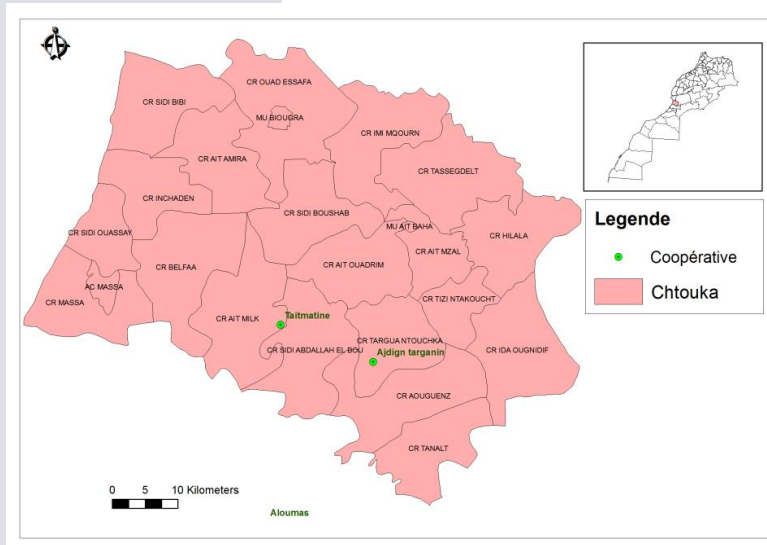 CR OUAD ESSAFA
CR SIDI BIBI
MU BIOUGRA
CR IMI MQOURN
CR AIT AMIRA
CR TASSEGDELT
CR INCHADEN
CR SIDI BOUSHAB
MU AIT BAHA
CR SIDI OUASSAY
CR HILALA
CR AIT MZAL
CR BELFAA
CR AIT OUADRIM
AC MASSA
CR MASSA
CR TIZI NTAKOUCHT
CR AIT MILK
Taitmatine
CR TARGUA NTOUCHKA
CR SIDI ABDALLAH EL BOU
CR IDA OUGNIDIF
Ajdign targanin
CR AOUGUENZ
CR TANALT
0 5 10 Kilometers
Aloumas
Legende
Coopérative
Chtouka